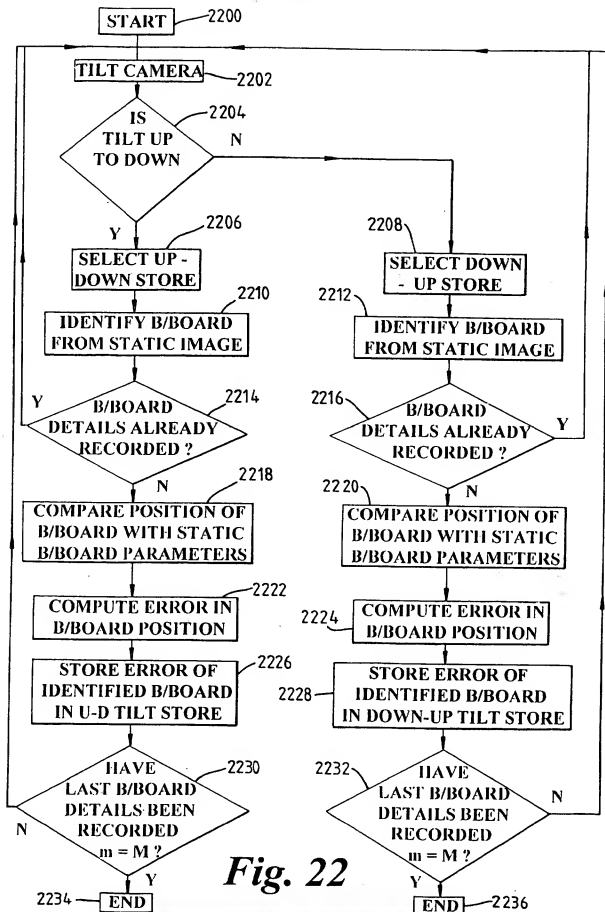 START
2200
TILT CAMERA
2202
2204
IS
TILT UP
TO DOWN
N
Y
2206
SELECT UP -
DOWN STORE
2208
SELECT DOWN
- UP STORE
2210
IDENTIFY B/BOARD
FROM STATIC IMAGE
2212
IDENTIFY B/BOARD
FROM STATIC IMAGE
Y
2214
B/BOARD
DETAILS ALREADY
RECORDED ?
N
2216
B/BOARD
DETAILS ALREADY
RECORDED ?
Y
N
2218
COMPARE POSITION OF
B/BOARD WITH STATIC
B/BOARD PARAMETERS
2220
COMPARE POSITION OF
B/BOARD WITH STATIC
B/BOARD PARAMETERS
2222
COMPUTE ERROR IN
B/BOARD POSITION
2224
COMPUTE ERROR IN
B/BOARD POSITION
2226
STORE ERROR OF
IDENTIFIED B/BOARD
IN U-D TILT STORE
2228
STORE ERROR OF
IDENTIFIED B/BOARD
IN DOWN-UP TILT STORE
2230
HAVE
LAST B/BOARD
DETAILS BEEN
RECORDED
m = M ?
N
Y
2232
HAVE
LAST B/BOARD
DETAILS BEEN
RECORDED
m = M ?
N
Y
2234
END
Fig. 22
END
2236